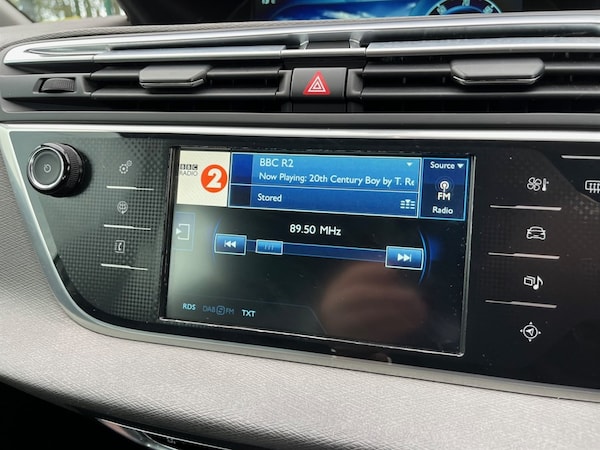 BBC
RADIO
2
BBC R2
Now Playing: 20th Century Boy by T. Re
Stored
Source
FM
Radio
89.50 MHz
RDS
DAB FM
TXT